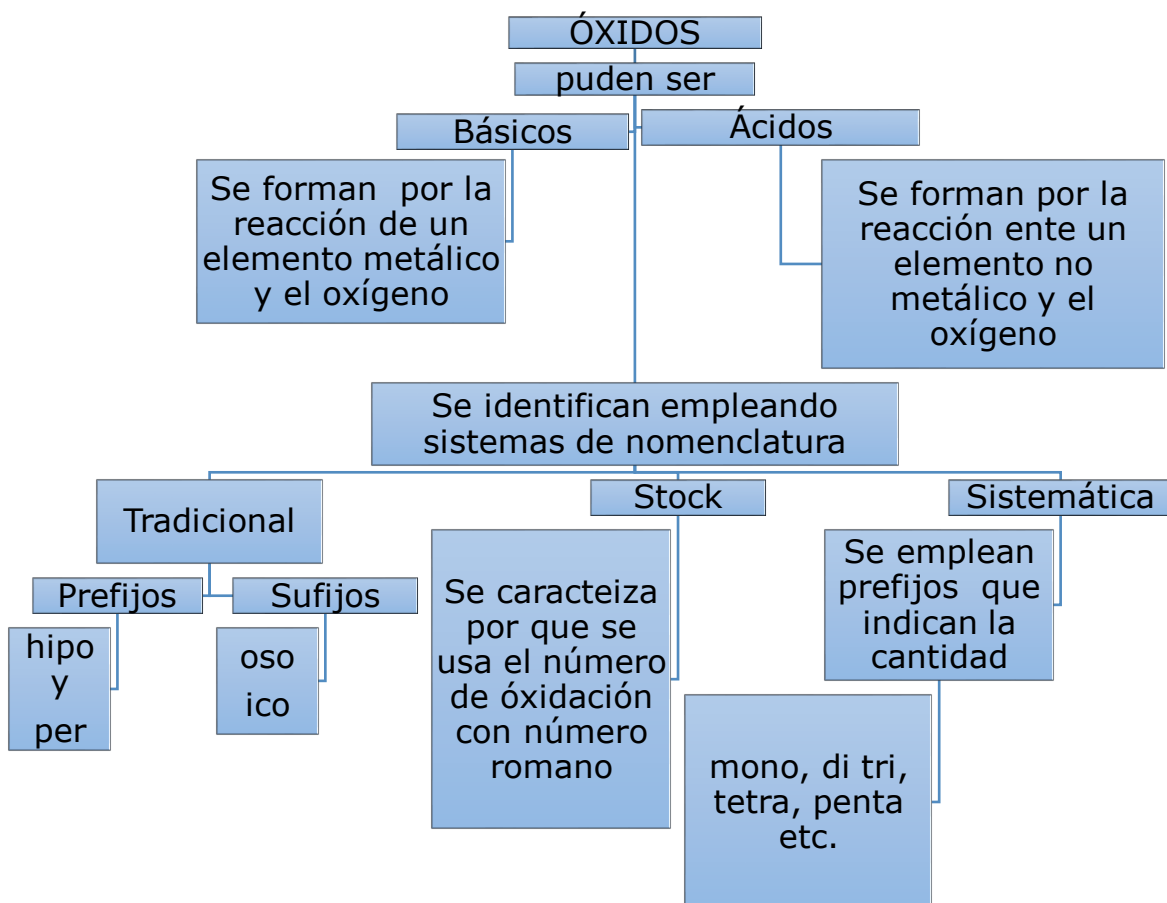 ÓXIDOS
puden ser
Básicos
Ácidos
Se forman por la
reacción de un
elemento metálico
y el oxígeno
Se forman por la
reacción ente un
elemento no
metálico y el
oxígeno
Se identifican empleando
sistemas de nomenclatura
Tradicional
Stock
Sistemática
Prefijos
Sufijos
hipo
y
per
oso
ico
Se caracteiza
por que se
usa el número
de óxidación
con número
romano
Se emplean
prefijos que
indican la
cantidad
mono, di tri,
tetra, penta
etc.